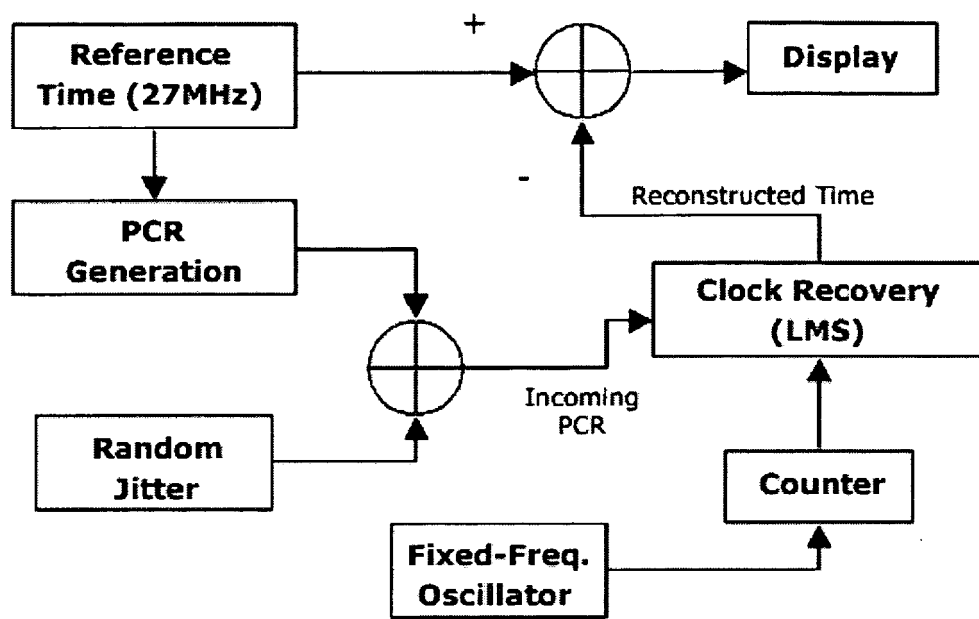 +
Reference
Time (27MHz)
Display
-
Reconstructed Time
PCR
Generation
Clock Recovery
(LMS)
Incoming
PCR
Random
Jitter
Counter
Fixed-Freq.
Oscillator